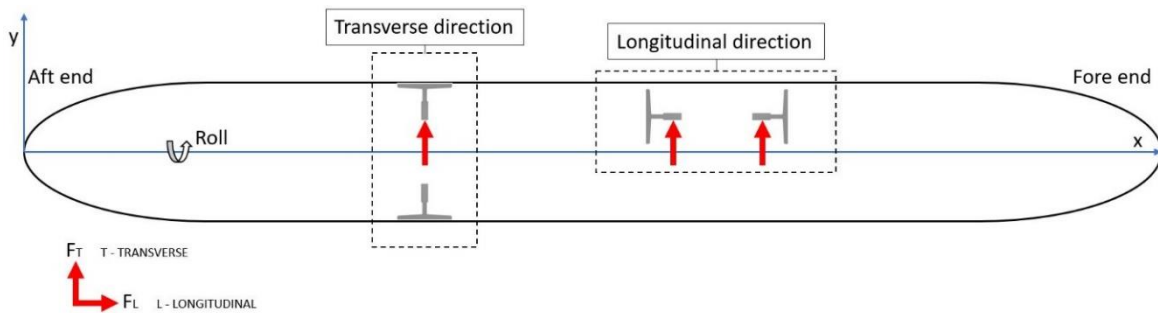 Transverse direction
Longitudinal direction
y
Aft end
Fore end
Roll
x
FT T - TRANSVERSE
FL L - LONGITUDINAL